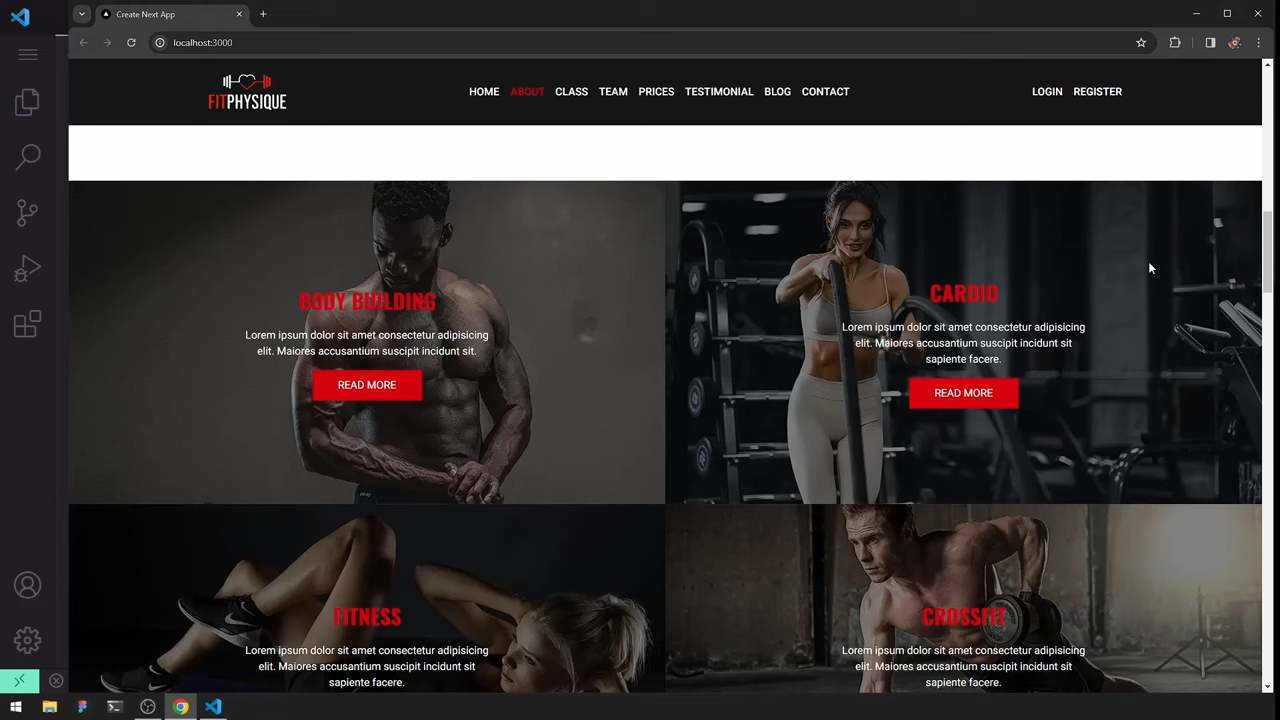 Create Next App
localhost:3000
FITPHYSIQUE
HOME ABOUT CLASS TEAM PRICES TESTIMONIAL BLOG CONTACT
LOGIN REGISTER
BODY BUILDING
Lorem ipsum dolor sit amet consectetur adipisicing
elit. Maiores accusantium suscipit incidunt sit.
READ MORE
CARDIO
Lorem ipsum dolor sit amet consectetur adipisicing
elit. Maiores accusantium suscipit incidunt sit
sapiente facere.
READ MORE
FITNESS
Lorem ipsum dolor sit amet consectetur adipisicing
elit. Maiores accusantium suscipit incidunt sit
sapiente facere.
CROSSFIT
Lorem ipsum dolor sit amet consectetur adipisicing
elit. Maiores accusantium suscipit incidunt sit
sapiente facere.